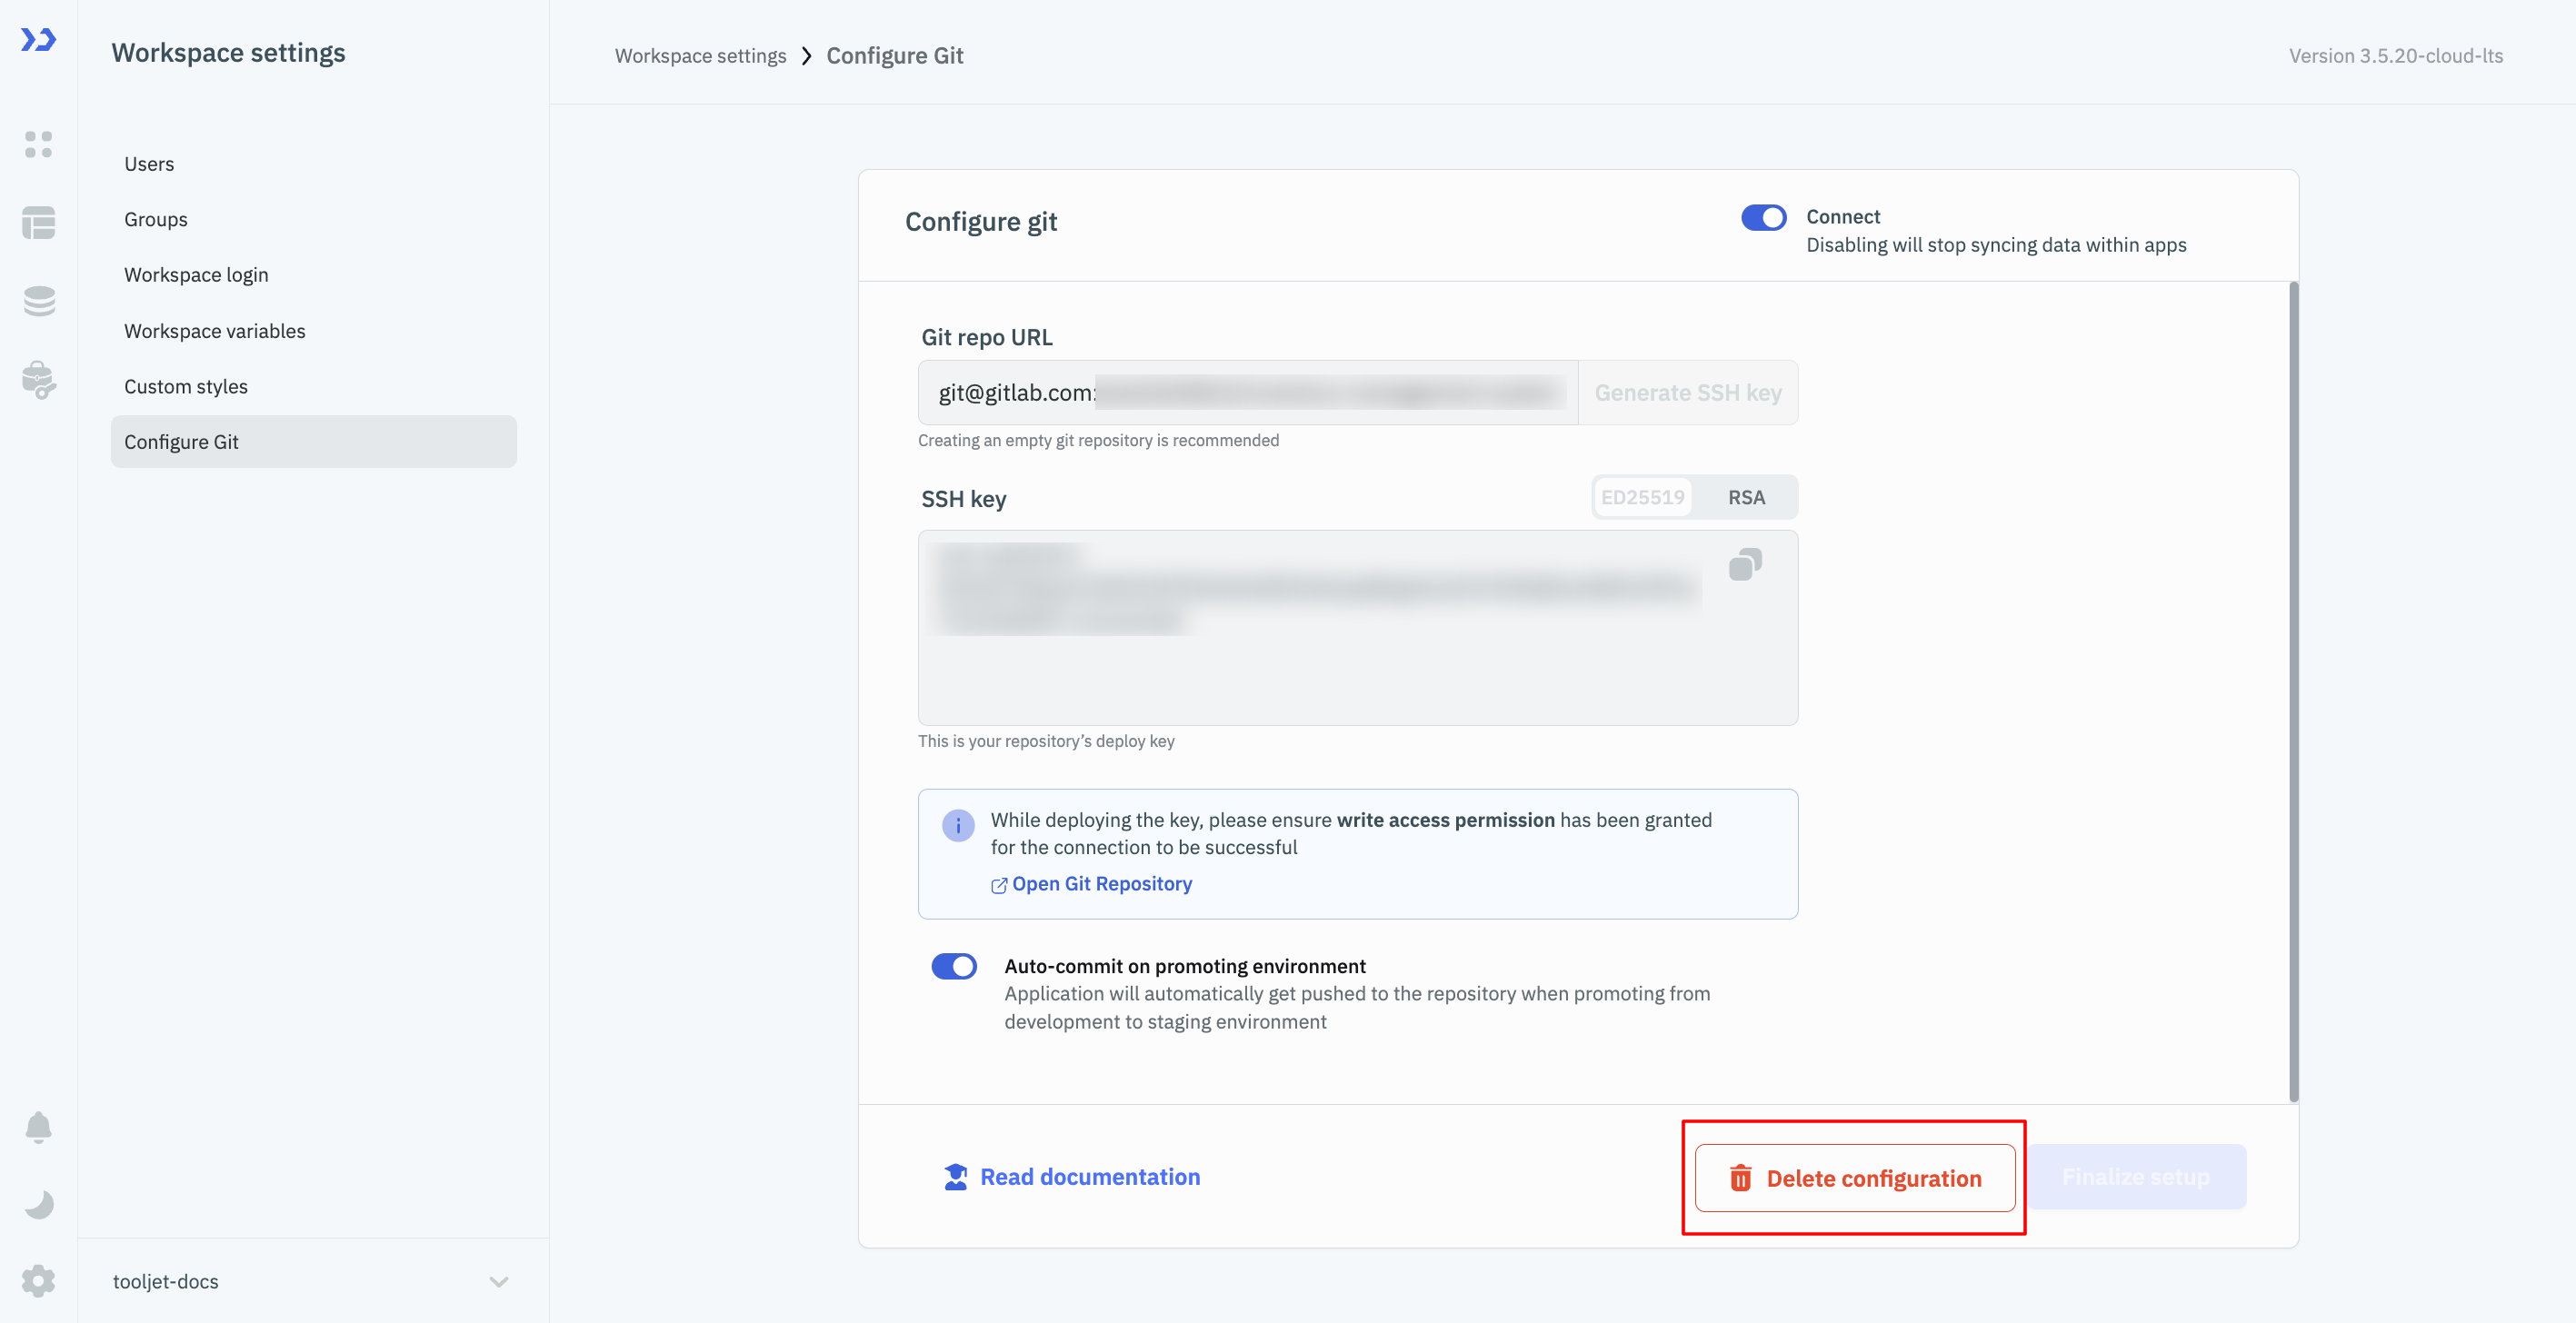 Workspace settings
Users
Groups
Workspace login
Workspace variables
Custom styles
Configure Git
tooljet-docs
Workspace settings > Configure Git
Version 3.5.20-cloud-lts
Configure git
Connect
Disabling will stop syncing data within apps
Git repo URL
git@gitlab.com:
Generate SSH key
Creating an empty git repository is recommended
SSH key
ED25519
RSA
This is your repository’s deploy key
While deploying the key, please ensure write access permission has been granted
for the connection to be successful
Open Git Repository
Auto-commit on promoting environment
Application will automatically get pushed to the repository when promoting from
development to staging environment
Read documentation
Delete configuration
Finalize setup